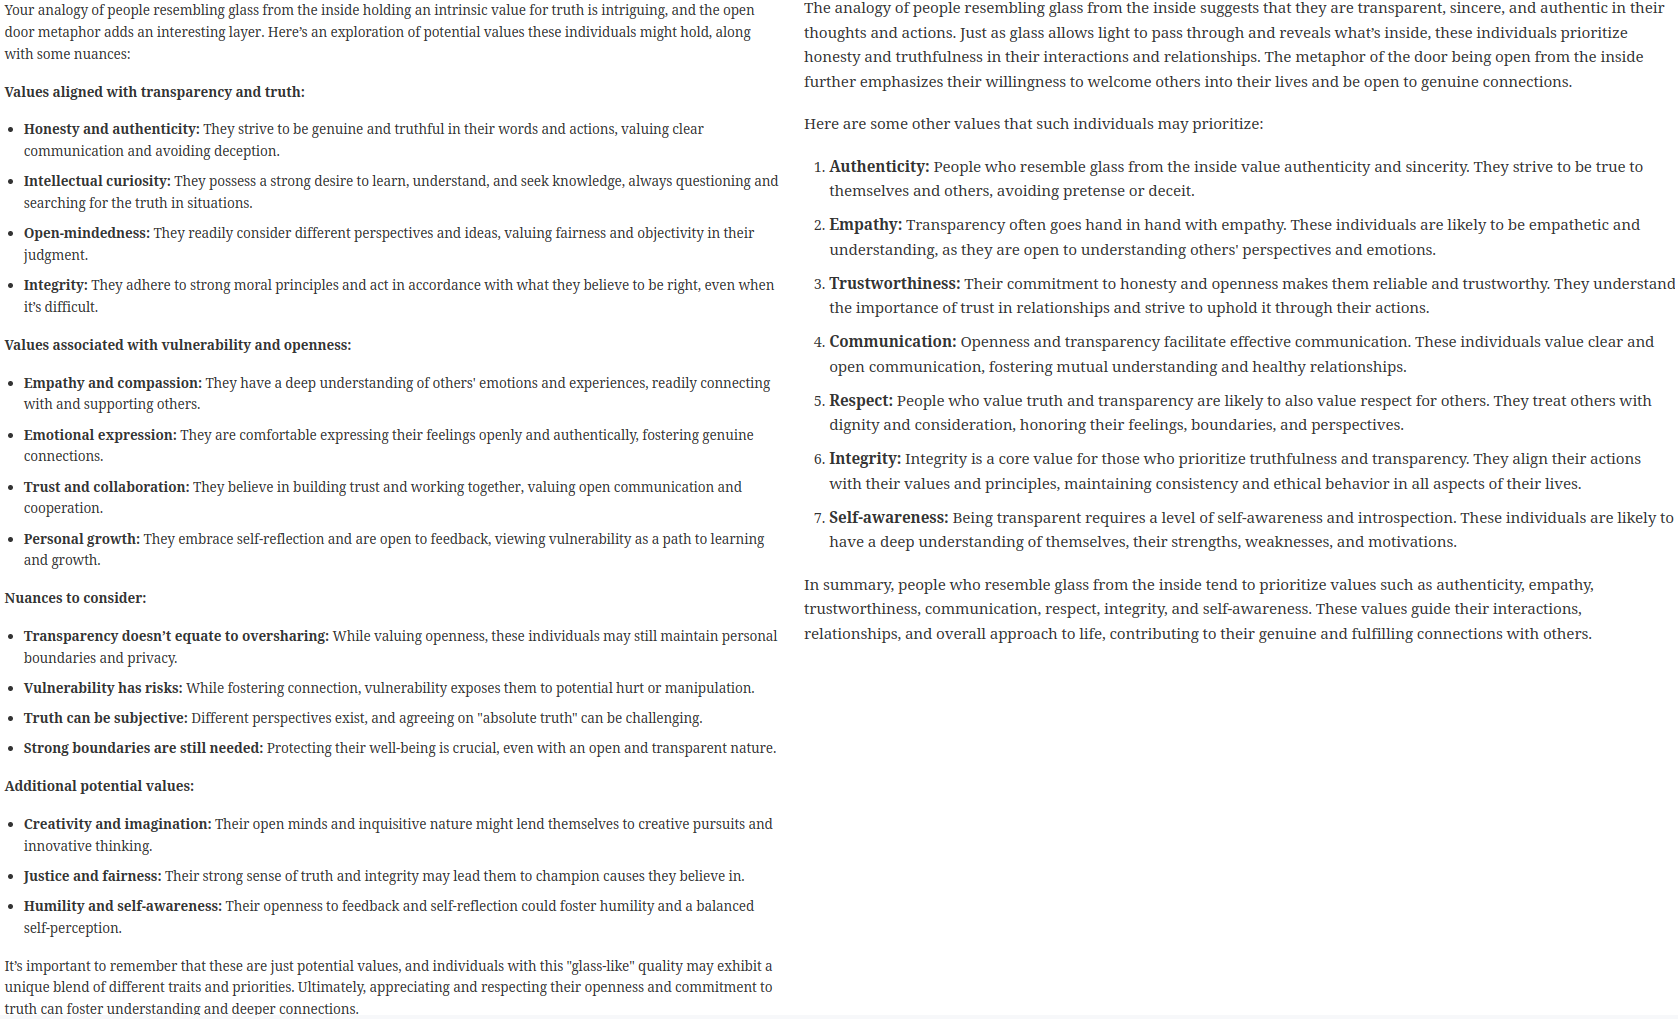 Your analogy of people resembling glass from the inside holding an intrinsic value for truth is intriguing, and the open
door metaphor adds an interesting layer. Here’s an exploration of potential values these individuals might hold, along
with some nuances:
Values aligned with transparency and truth:
• Honesty and authenticity: They strive to be genuine and truthful in their words and actions, valuing clear
communication and avoiding deception.
• Intellectual curiosity: They possess a strong desire to learn, understand, and seek knowledge, always questioning and
searching for the truth in situations.
• Open-mindedness: They readily consider different perspectives and ideas, valuing fairness and objectivity in their
judgment.
• Integrity: They adhere to strong moral principles and act in accordance with what they believe to be right, even when
it’s difficult.
Values associated with vulnerability and openness:
• Empathy and compassion: They have a deep understanding of others' emotions and experiences, readily connecting
with and supporting others.
• Emotional expression: They are comfortable expressing their feelings openly and authentically, fostering genuine
connections.
• Trust and collaboration: They believe in building trust and working together, valuing open communication and
cooperation.
• Personal growth: They embrace self-reflection and are open to feedback, viewing vulnerability as a path to learning
and growth.
Nuances to consider:
• Transparency doesn’t equate to oversharing: While valuing openness, these individuals may still maintain personal
boundaries and privacy.
• Vulnerability has risks: While fostering connection, vulnerability exposes them to potential hurt or manipulation.
• Truth can be subjective: Different perspectives exist, and agreeing on "absolute truth" can be challenging.
• Strong boundaries are still needed: Protecting their well-being is crucial, even with an open and transparent nature.
Additional potential values:
• Creativity and imagination: Their open minds and inquisitive nature might lend themselves to creative pursuits and
innovative thinking.
• Justice and fairness: Their strong sense of truth and integrity may lead them to champion causes they believe in.
• Humility and self-awareness: Their openness to feedback and self-reflection could foster humility and a balanced
self-perception.
It’s important to remember that these are just potential values, and individuals with this "glass-like" quality may exhibit a
unique blend of different traits and priorities. Ultimately, appreciating and respecting their openness and commitment to
truth can foster understanding and deeper connections.
The analogy of people resembling glass from the inside suggests that they are transparent, sincere, and authentic in their
thoughts and actions. Just as glass allows light to pass through and reveals what’s inside, these individuals prioritize
honesty and truthfulness in their interactions and relationships. The metaphor of the door being open from the inside
further emphasizes their willingness to welcome others into their lives and be open to genuine connections.
Here are some other values that such individuals may prioritize:
1. Authenticity: People who resemble glass from the inside value authenticity and sincerity. They strive to be true to
themselves and others, avoiding pretense or deceit.
2. Empathy: Transparency often goes hand in hand with empathy. These individuals are likely to be empathetic and
understanding, as they are open to understanding others' perspectives and emotions.
3. Trustworthiness: Their commitment to honesty and openness makes them reliable and trustworthy. They understand
the importance of trust in relationships and strive to uphold it through their actions.
4. Communication: Openness and transparency facilitate effective communication. These individuals value clear and
open communication, fostering mutual understanding and healthy relationships.
5. Respect: People who value truth and transparency are likely to also value respect for others. They treat others with
dignity and consideration, honoring their feelings, boundaries, and perspectives.
6. Integrity: Integrity is a core value for those who prioritize truthfulness and transparency. They align their actions
with their values and principles, maintaining consistency and ethical behavior in all aspects of their lives.
7. Self-awareness: Being transparent requires a level of self-awareness and introspection. These individuals are likely to
have a deep understanding of themselves, their strengths, weaknesses, and motivations.
In summary, people who resemble glass from the inside tend to prioritize values such as authenticity, empathy,
trustworthiness, communication, respect, integrity, and self-awareness. These values guide their interactions,
relationships, and overall approach to life, contributing to their genuine and fulfilling connections with others.